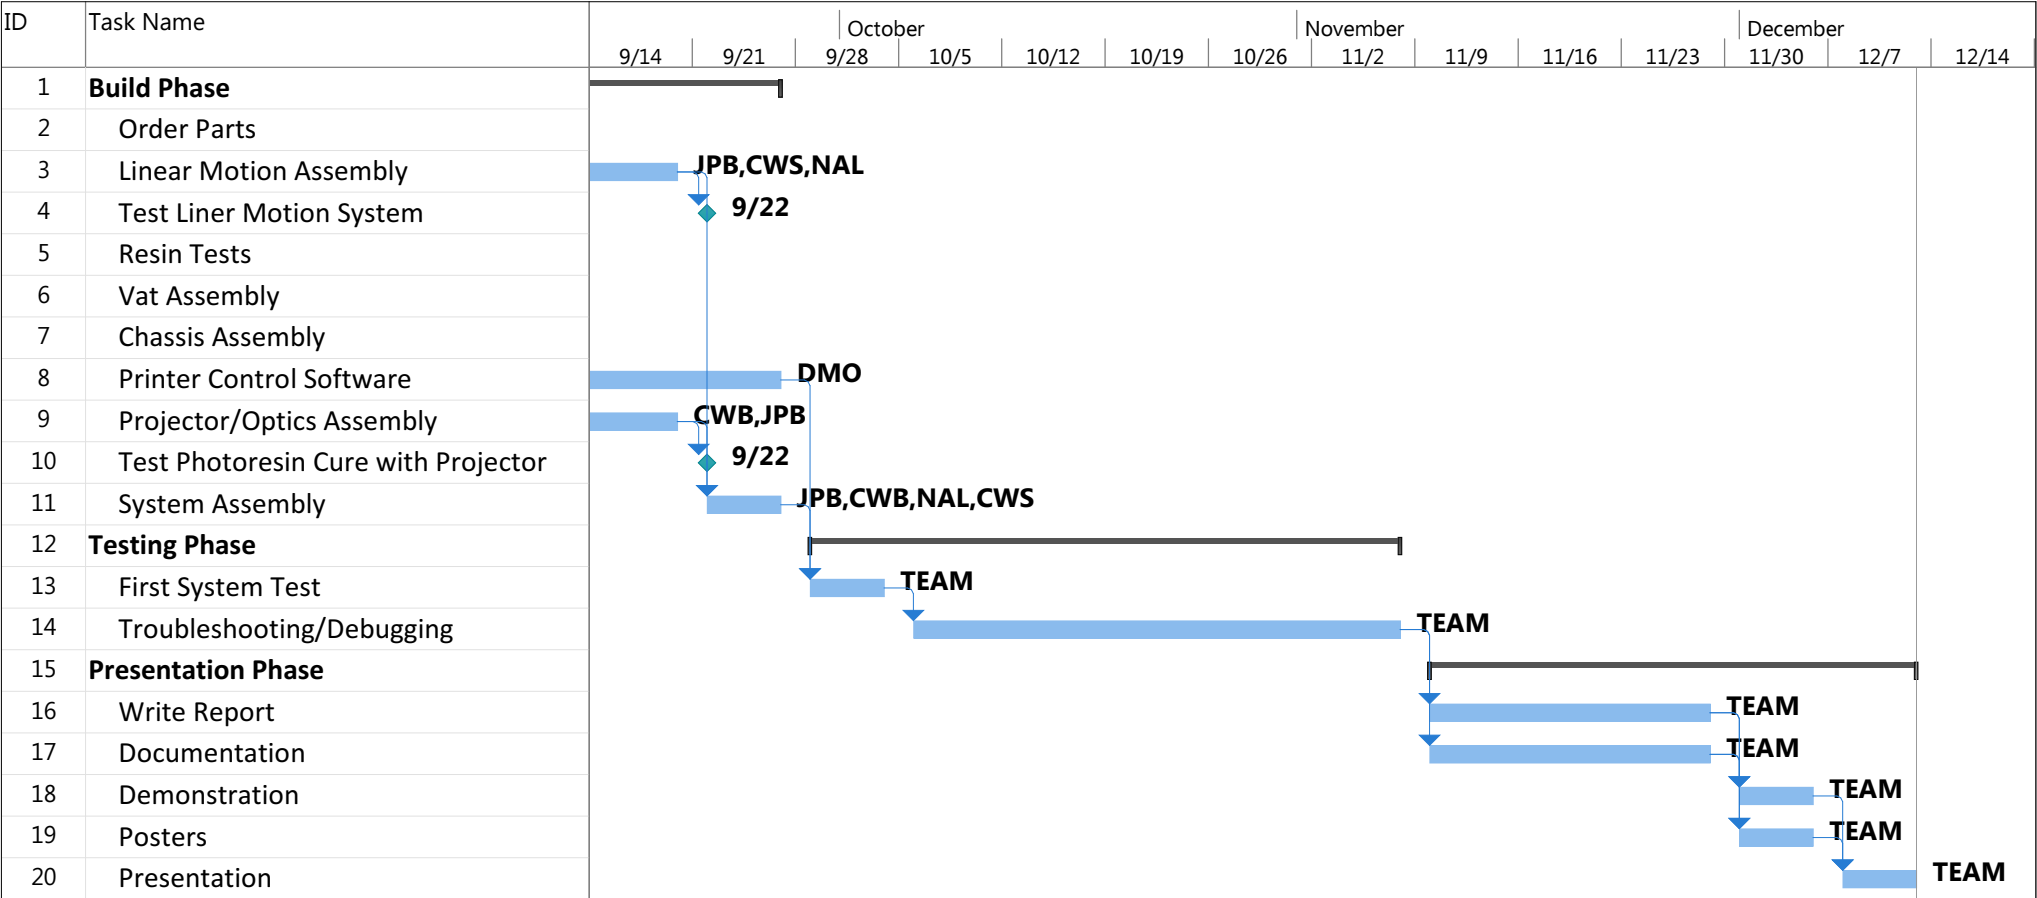 ID Task Name October November December
9/14 9/21 9/28 10/5 10/12 10/19 10/26 11/2 11/9 11/16 11/23 11/30 12/7 12/14
1 Build Phase
2 Order Parts
3 Linear Motion Assembly JPB,CWS,NAL
4 Test Liner Motion System 9/22
5 Resin Tests
6 Vat Assembly
7 Chassis Assembly
8 Printer Control Software DMO
9 Projector/Optics Assembly CWB,JPB
10 Test Photoresin Cure with Projector 9/22
11 System Assembly JPB,CWB,NAL,CWS
12 Testing Phase
13 First System Test TEAM
14 Troubleshooting/Debugging TEAM
15 Presentation Phase
16 Write Report TEAM
17 Documentation TEAM
18 Demonstration TEAM
19 Posters TEAM
20 Presentation TEAM